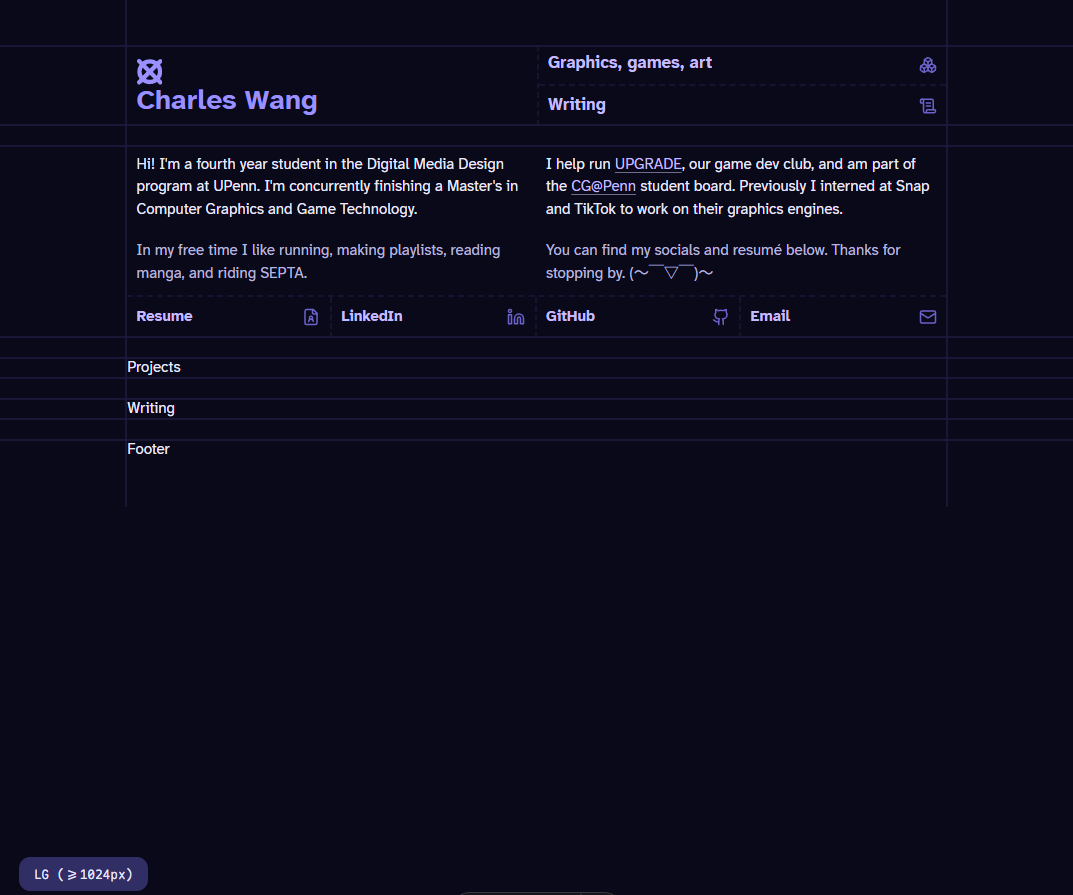 Charles Wang
Graphics, games, art
Writing
Hi! I'm a fourth year student in the Digital Media Design
program at UPenn. I'm concurrently finishing a Master's in
Computer Graphics and Game Technology.
In my free time I like running, making playlists, reading
manga, and riding SEPTA.
I help run UPGRADE, our game dev club, and am part of
the CG@Penn student board. Previously I interned at Snap
and TikTok to work on their graphics engines.
You can find my socials and resumé below. Thanks for
stopping by. (～￣▽￣)～
Resume
LinkedIn
GitHub
Email
Projects
Writing
Footer
LG (⩾1024px)